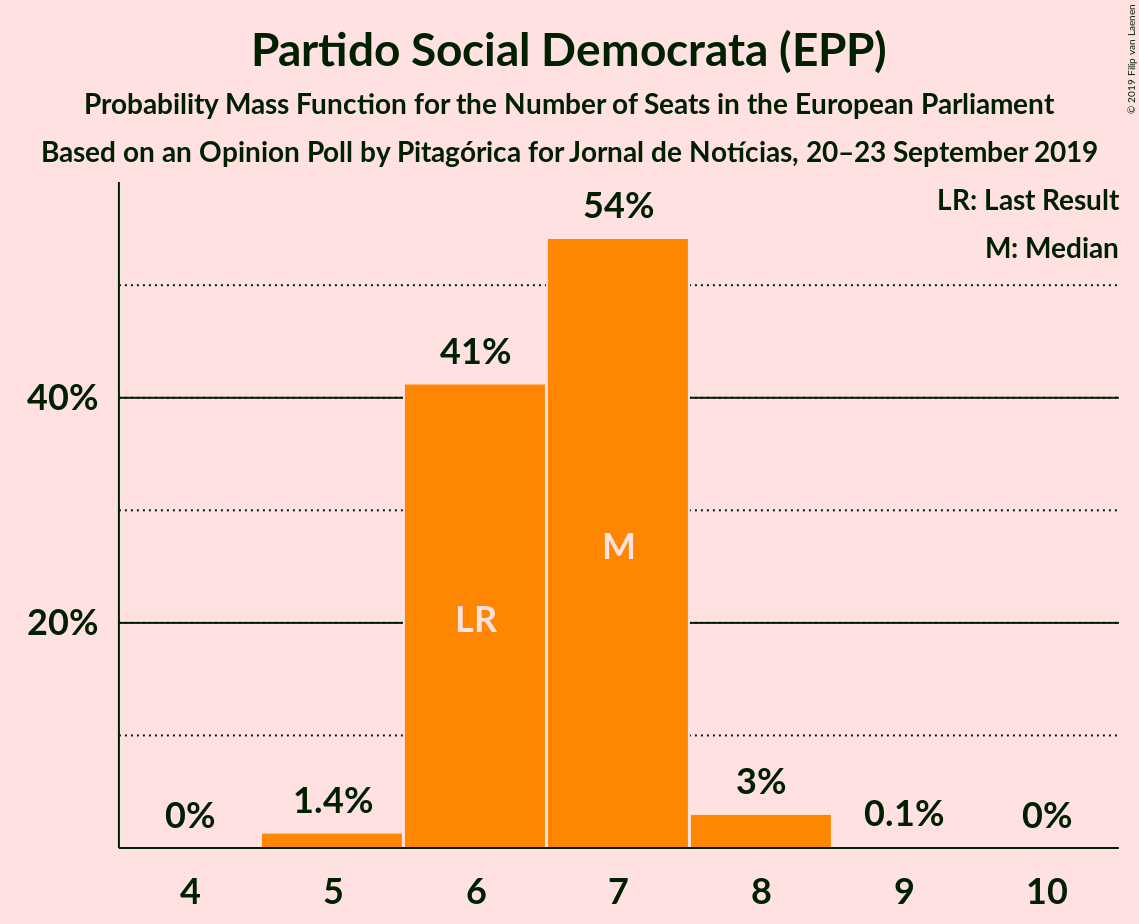 Partido Social Democrata (EPP)
Probability Mass Function for the Number of Seats in the European Parliament
Based on an Opinion Poll by Pitagórica for Jornal de Notícias, 20–23 September 2019
© 2019 Filip van Laenen
LR: Last Result
M: Median
54%
41%
40%
M
20%
LR
0%
1.4%
3%
0.1%
0%
4
5
6
7
8
9
10